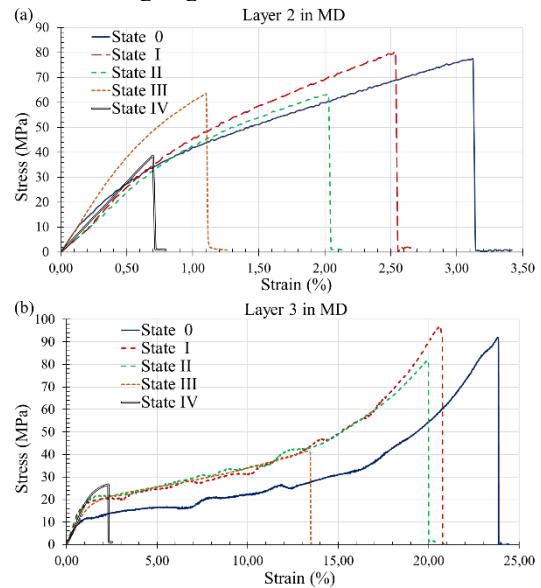 (a)
Layer 2 in MD
State 0
State I
State II
State III
State IV
Stress (MPa)
90
80
70
60
50
40
30
20
10
0
0,00 0,50 1,00 1,50 2,00 2,50 3,00 3,50
Strain (%)
(b)
Layer 3 in MD
State 0
State I
State II
State III
State IV
Stress (MPa)
100
90
80
70
60
50
40
30
20
10
0
0,00 5,00 10,00 15,00 20,00 25,00
Strain (%)